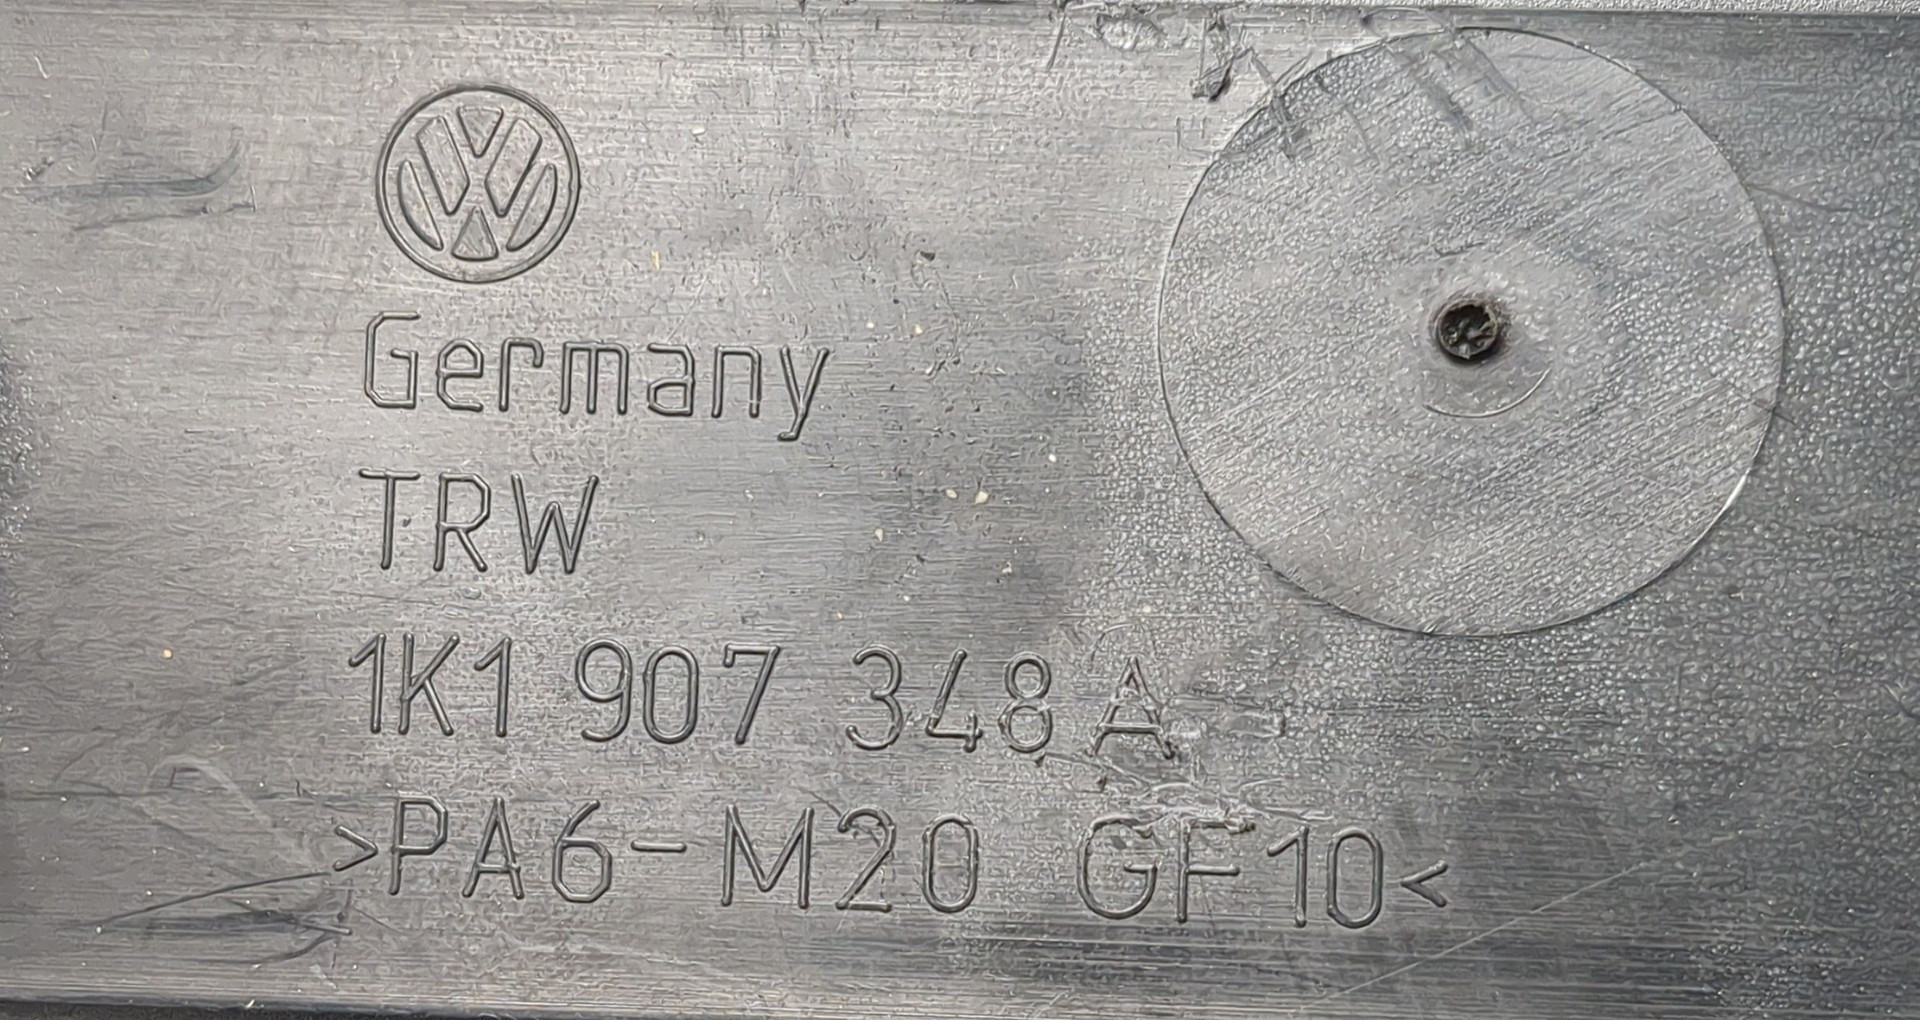 Germany
TRW
1K1 907 348 A
>PA6-M20 GF10<